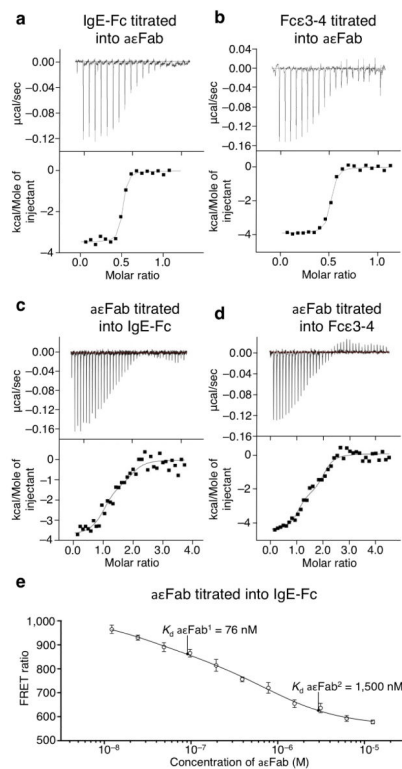 a
IgE-Fc titrated
into aεFab
0.00
−0.04
−0.08
−0.12
μcal/sec
0
−2
−4
kcal/Mole of
injectant
0.0 0.5 1.0
Molar ratio
b
Fcε3-4 titrated
into aεFab
0.04
0.00
−0.04
−0.08
−0.12
−0.16
μcal/sec
0
−2
−4
kcal/Mole of
injectant
0.0 0.5 1.0
Molar ratio
c
aεFab titrated
into IgE-Fc
0.00
−0.04
−0.08
−0.12
−0.16
μcal/sec
0
−1
−2
−3
−4
kcal/Mole of
injectant
0.0 1.0 2.0 3.0 4.0
Molar ratio
d
aεFab titrated
into Fcε3-4
0.00
−0.04
−0.08
−0.12
−0.16
μcal/sec
0
−2
−4
kcal/Mole of
injectant
0.0 1.0 2.0 3.0 4.0
Molar ratio
e
aεFab titrated into IgE-Fc
1,000
900
800
700
600
500
FRET ratio
Kd aεFab¹ = 76 nM
Kd aεFab² = 1,500 nM
10⁻⁸ 10⁻⁷ 10⁻⁶ 10⁻⁵
Concentration of aεFab (M)